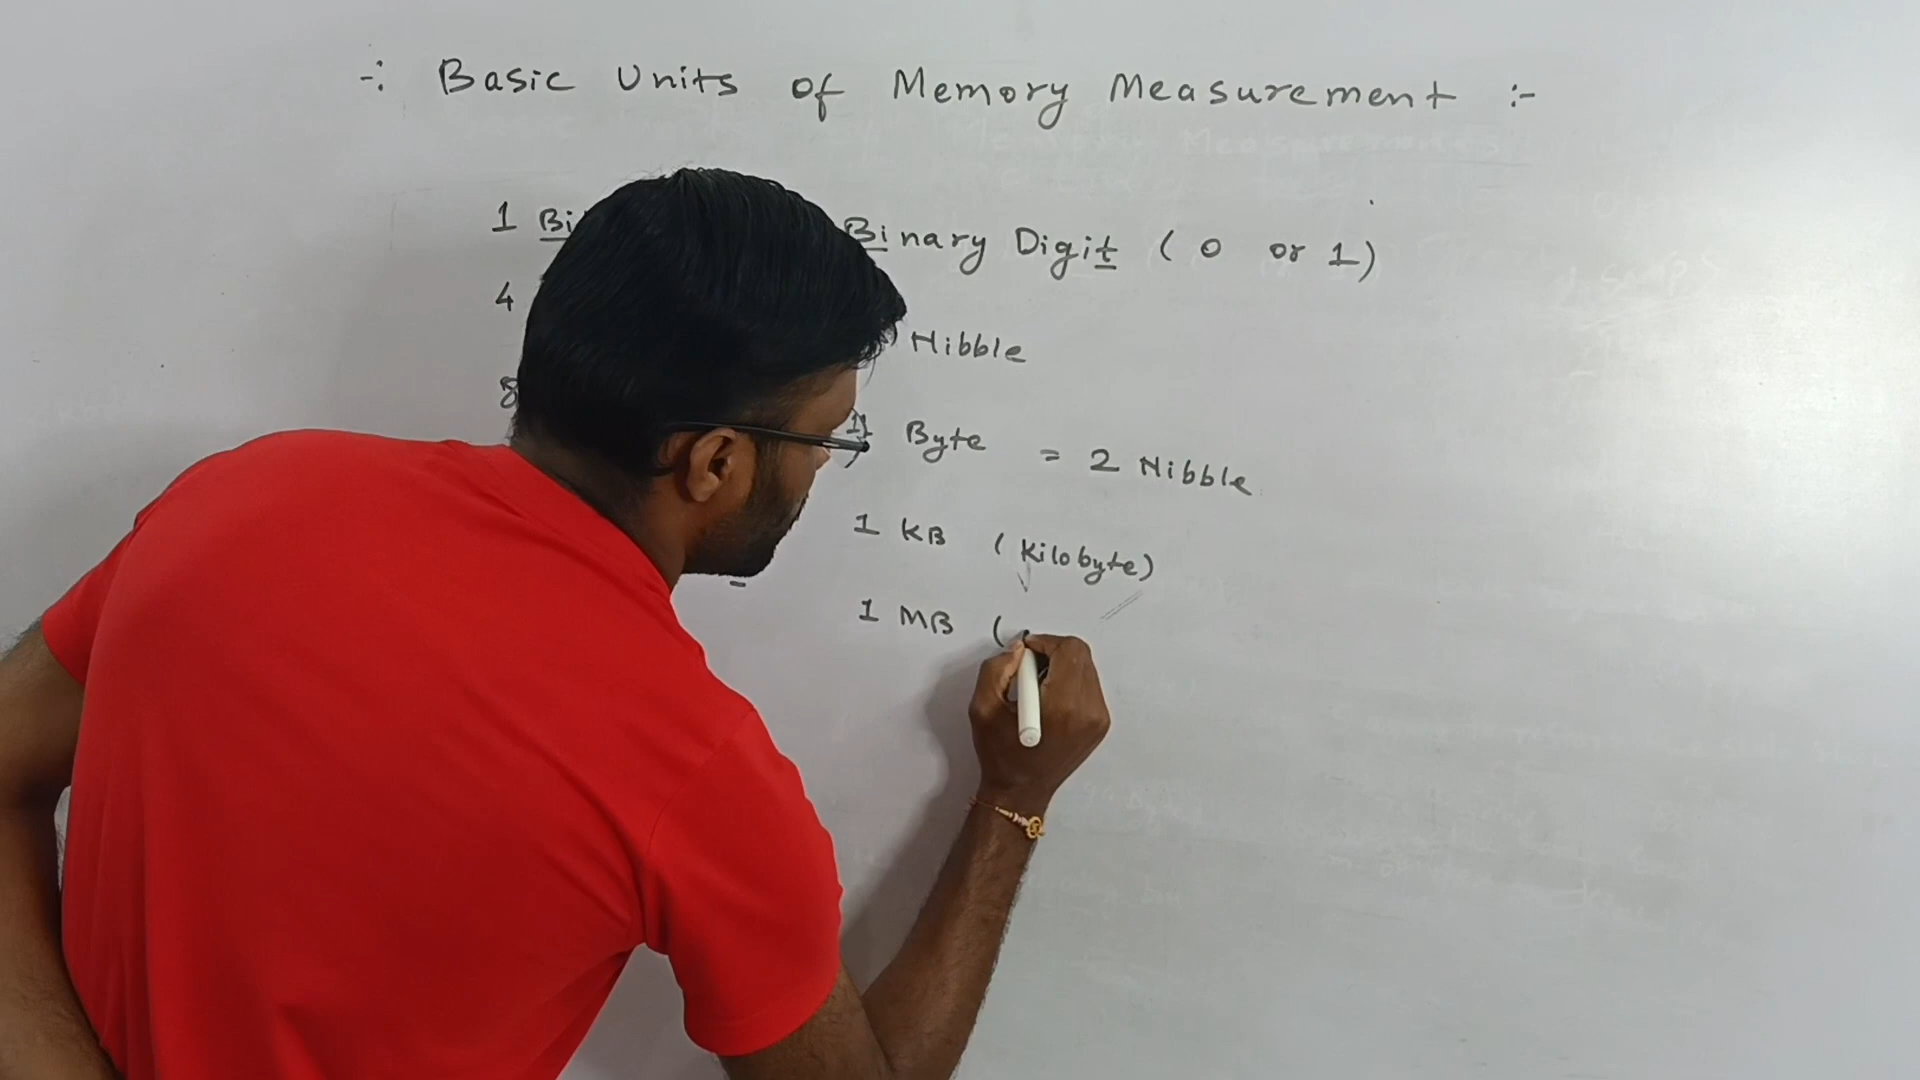 -: Basic Units of Memory Measurement :-
1 Bi Binary Digit ( 0 or 1 )
4 Nibble
8 1 Byte = 2 Nibble
1 KB ( Kilobyte )
1 MB (